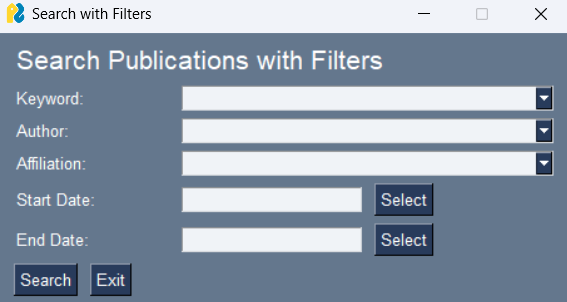 Search with Filters
Search Publications with Filters
Keyword:
Author:
Affiliation:
Start Date: Select
End Date: Select
Search Exit